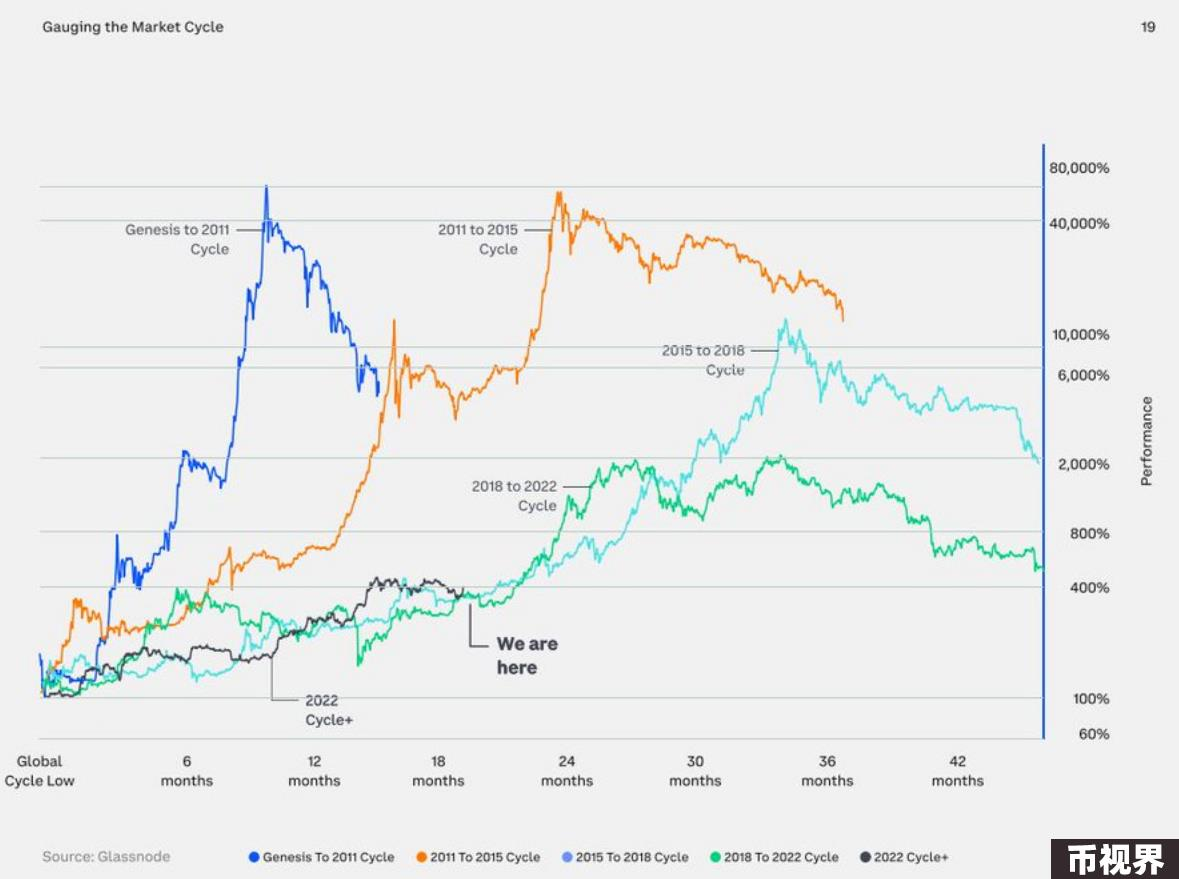 Gauging the Market Cycle
19
80,000%
40,000%
10,000%
6,000%
2,000%
800%
400%
100%
60%
Performance
Genesis to 2011
Cycle
2011 to 2015
Cycle
2015 to 2018
Cycle
2018 to 2022
Cycle
We are
here
2022
Cycle+
Global
Cycle Low
6
months
12
months
18
months
24
months
30
months
36
months
42
months
Source: Glassnode
Genesis To 2011 Cycle
2011 To 2015 Cycle
2015 To 2018 Cycle
2018 To 2022 Cycle
2022 Cycle+
币视界